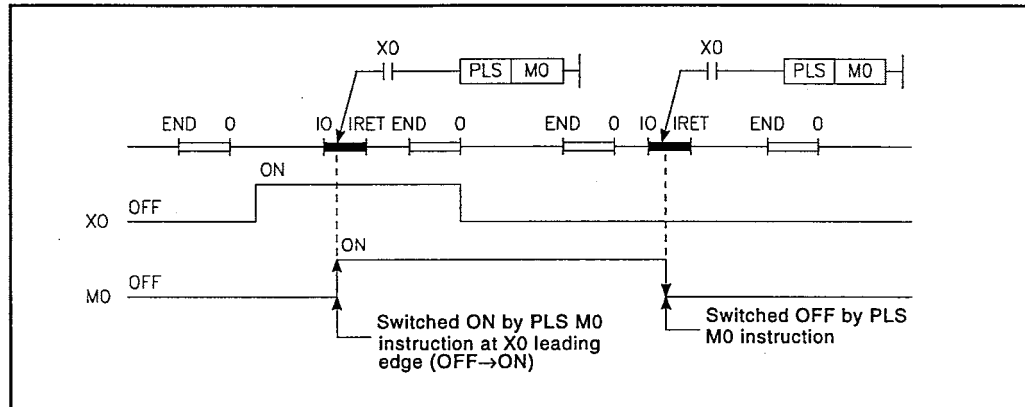 X0 X0
PLS M0 PLS M0
END 0 I0 IRET END 0 END 0 I0 IRET END 0
ON
X0 OFF
ON
M0 OFF
Switched ON by PLS M0
instruction at X0 leading
edge (OFF→ON)
Switched OFF by PLS
M0 instruction